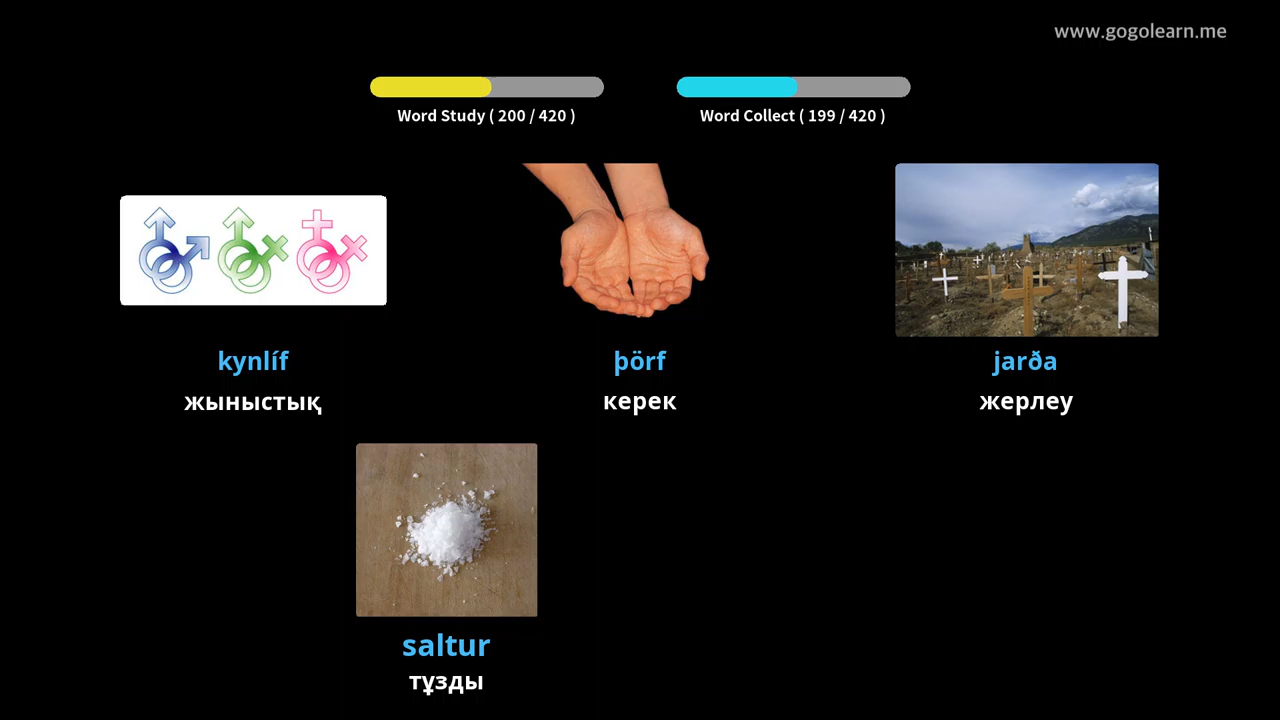 www.gogolearn.me
Word Study ( 200 / 420 )
Word Collect ( 199 / 420 )
kynlíf
жыныстық
þörf
керек
jarða
жерлеу
saltur
тұзды